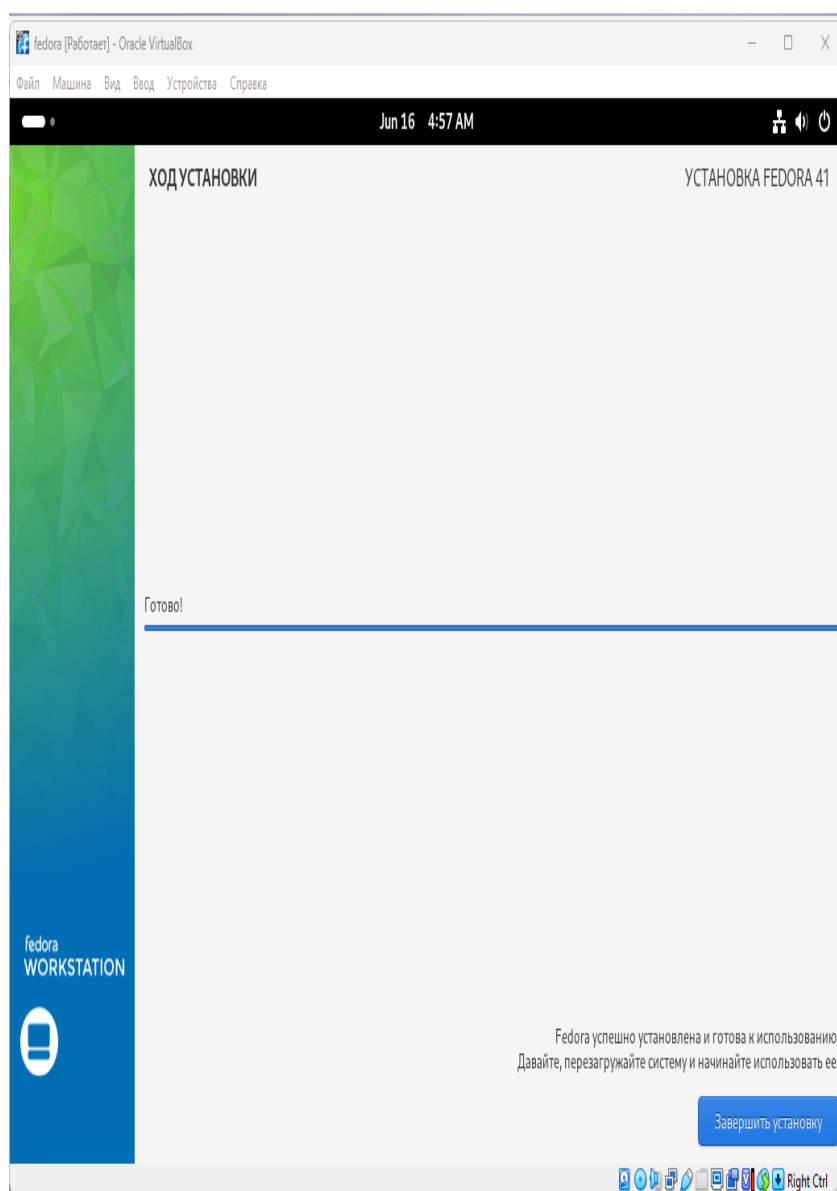 fedora [Работает] - Oracle VirtualBox
Файл Машина Вид Ввод Устройства Справка
Jun 16 4:57 AM
ХОД УСТАНОВКИ
УСТАНОВКА FEDORA 41
Готово!
fedora
WORKSTATION
Fedora успешно установлена и готова к использованию
Давайте, перезагружайте систему и начинайте использовать ее
Завершить установку
Right Ctrl